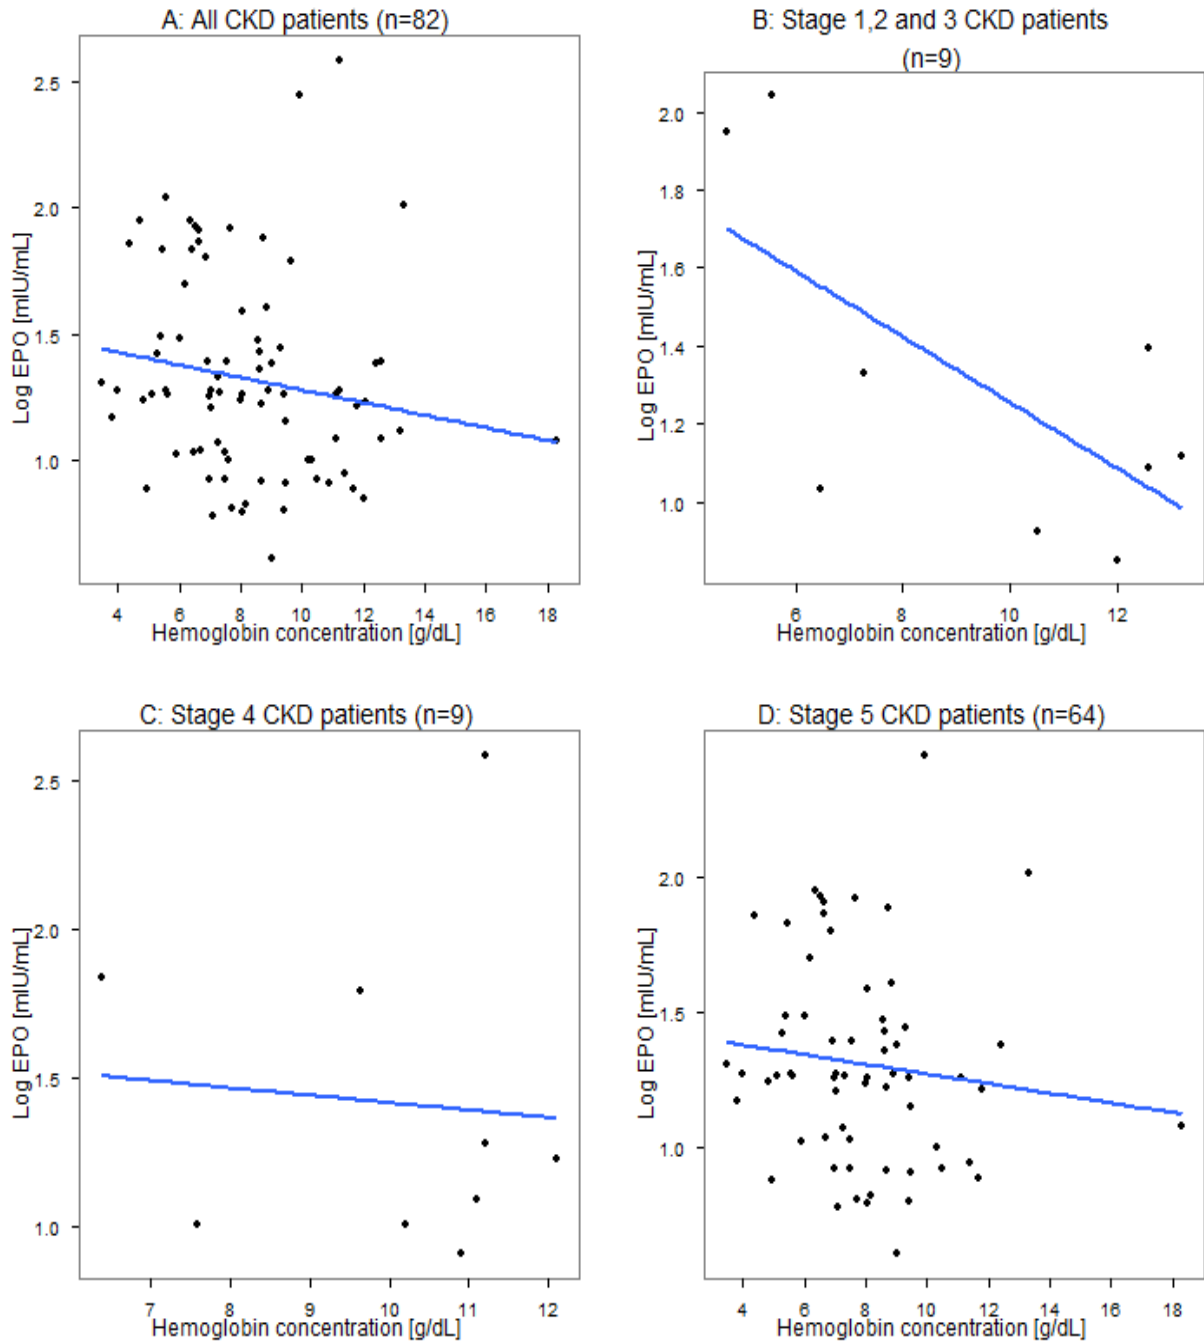 A: All CKD patients (n=82)
2.5
2.0
1.5
1.0
Log EPO [mIU/mL]
4 6 8 10 12 14 16 18
Hemoglobin concentration [g/dL]
B: Stage 1,2 and 3 CKD patients
(n=9)
2.0
1.8
1.6
1.4
1.2
1.0
Log EPO [mIU/mL]
6 8 10 12
Hemoglobin concentration [g/dL]
C: Stage 4 CKD patients (n=9)
2.5
2.0
1.5
1.0
Log EPO [mIU/mL]
7 8 9 10 11 12
Hemoglobin concentration [g/dL]
D: Stage 5 CKD patients (n=64)
2.0
1.5
1.0
Log EPO [mIU/mL]
4 6 8 10 12 14 16 18
Hemoglobin concentration [g/dL]